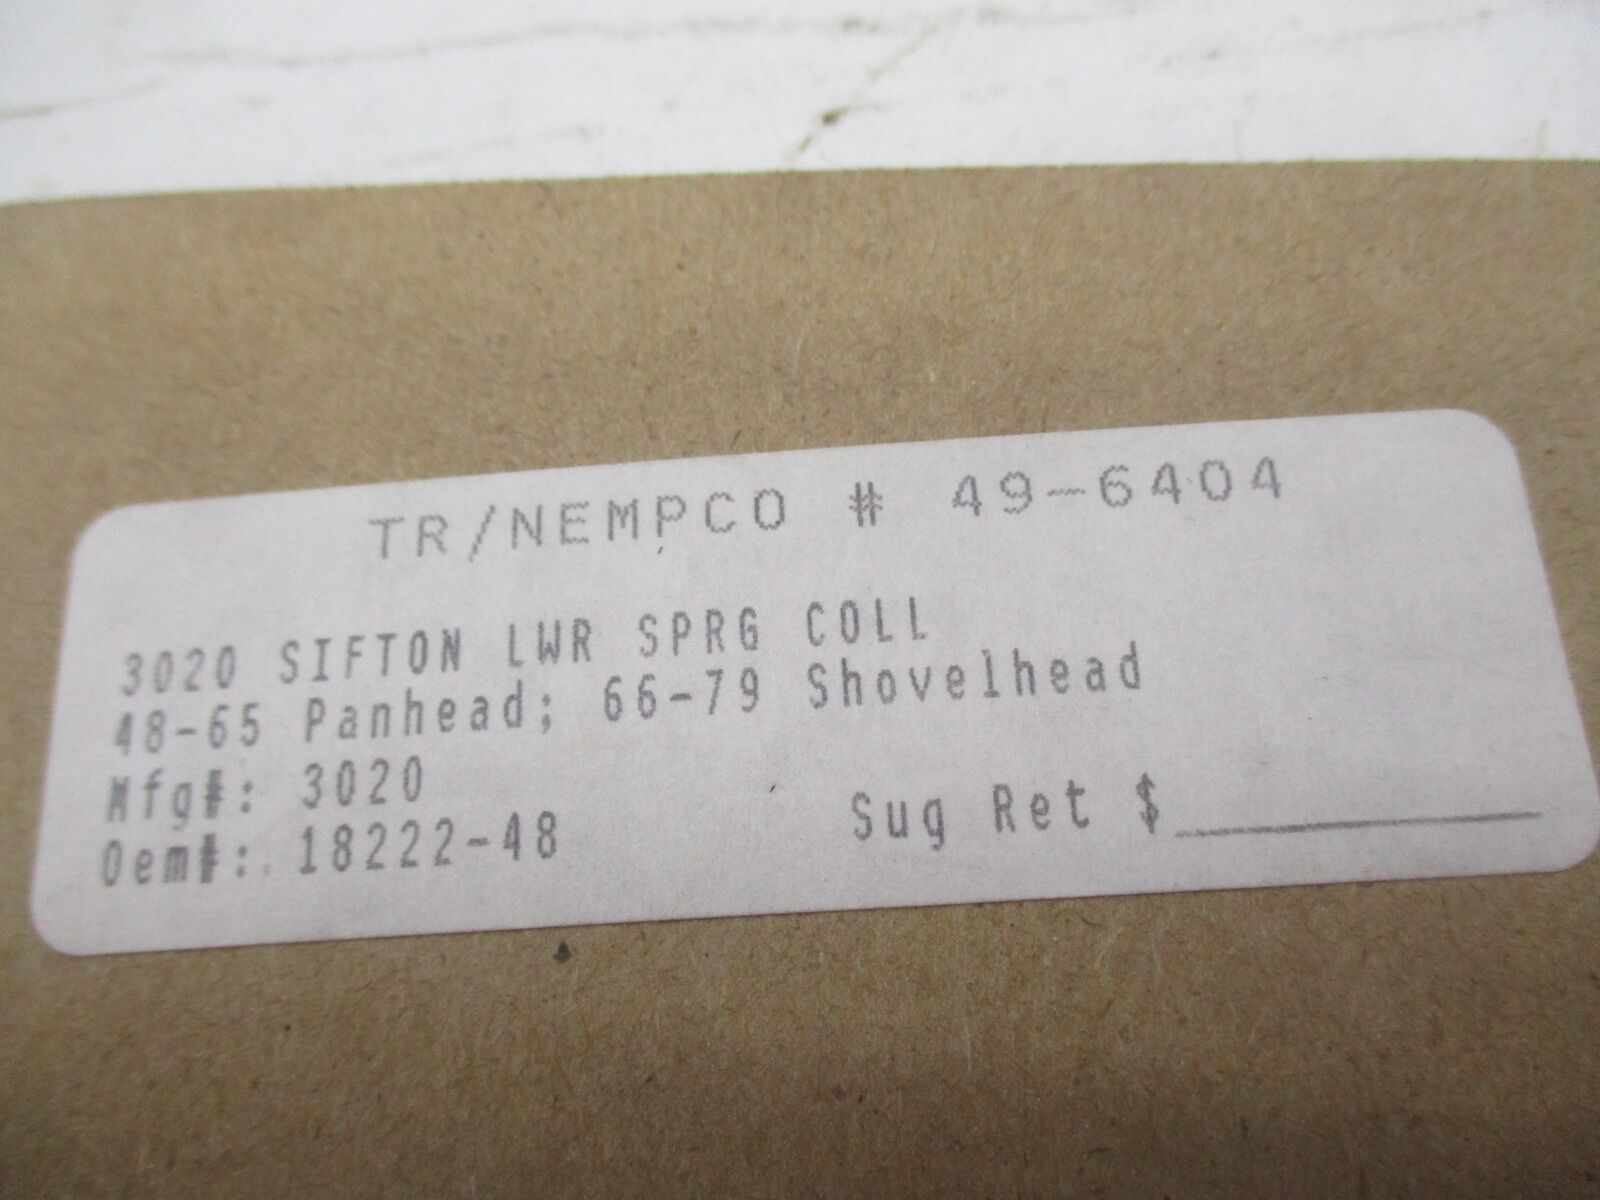 TR/NEMPCO # 49-6404
3020 SIFTON LWR SPRG COLL
48-65 Panhead; 66-79 Shovelhead
Mfg#: 3020
Oem#: 18222-48 Sug Ret $